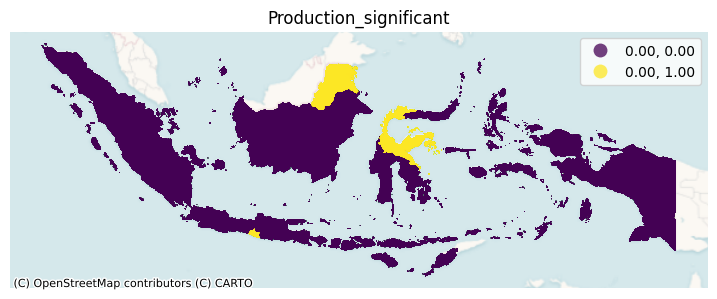 Production_significant
0.00, 0.00
0.00, 1.00
(C) OpenStreetMap contributors (C) CARTO